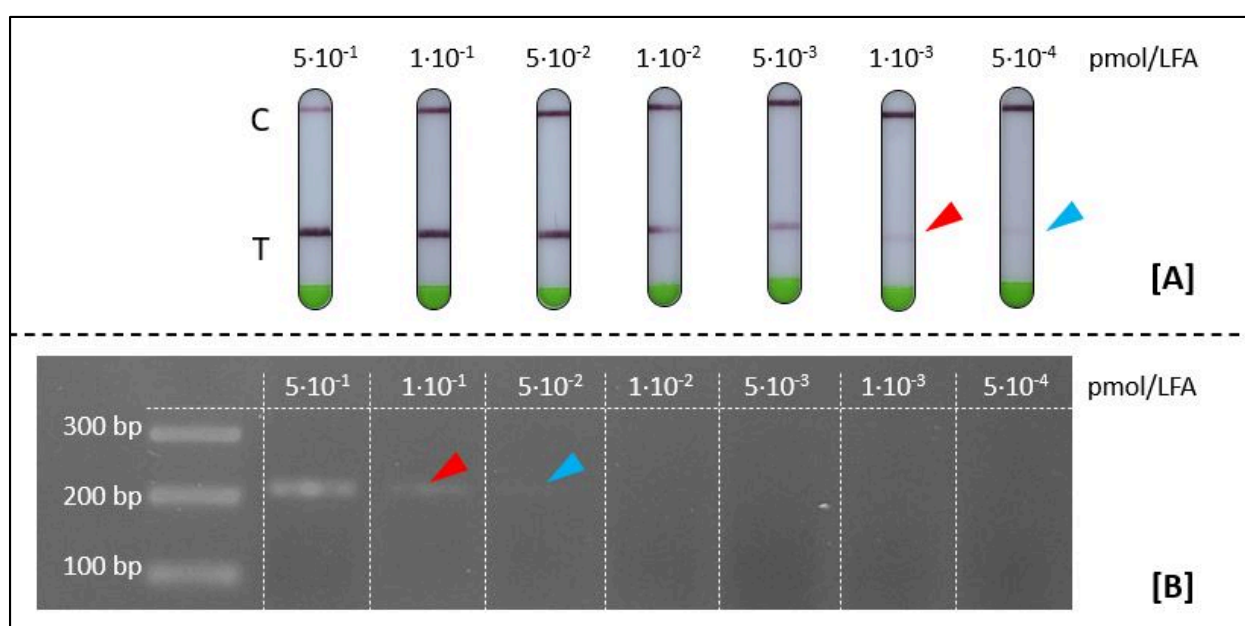 5·10⁻¹ 1·10⁻¹ 5·10⁻² 1·10⁻² 5·10⁻³ 1·10⁻³ 5·10⁻⁴ pmol/LFA
C
T
[A]
5·10⁻¹ 1·10⁻¹ 5·10⁻² 1·10⁻² 5·10⁻³ 1·10⁻³ 5·10⁻⁴ pmol/LFA
300 bp
200 bp
100 bp
[B]